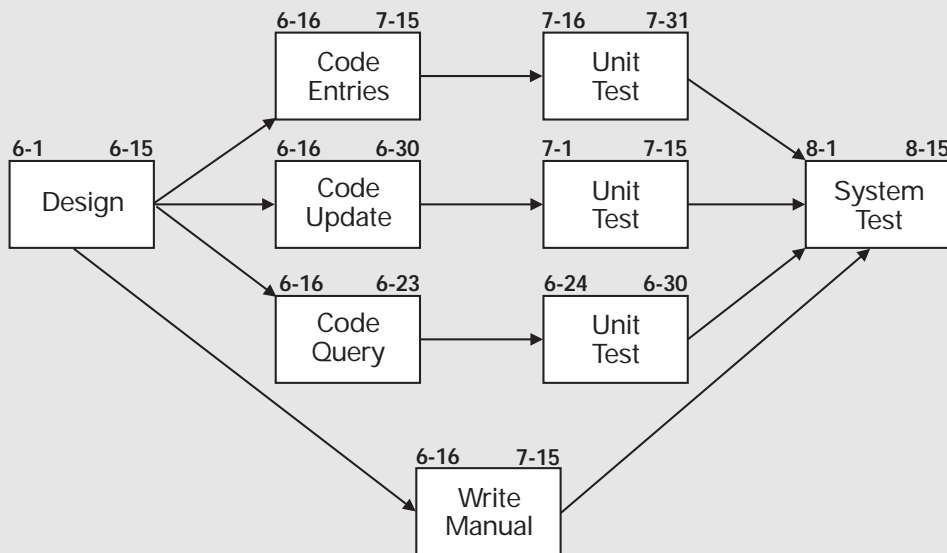 6-16 7-15
Code
Entries
7-16 7-31
Unit
Test
6-1 6-15
Design
6-16 6-30
Code
Update
7-1 7-15
Unit
Test
8-1 8-15
System
Test
6-16 6-23
Code
Query
6-24 6-30
Unit
Test
6-16 7-15
Write
Manual